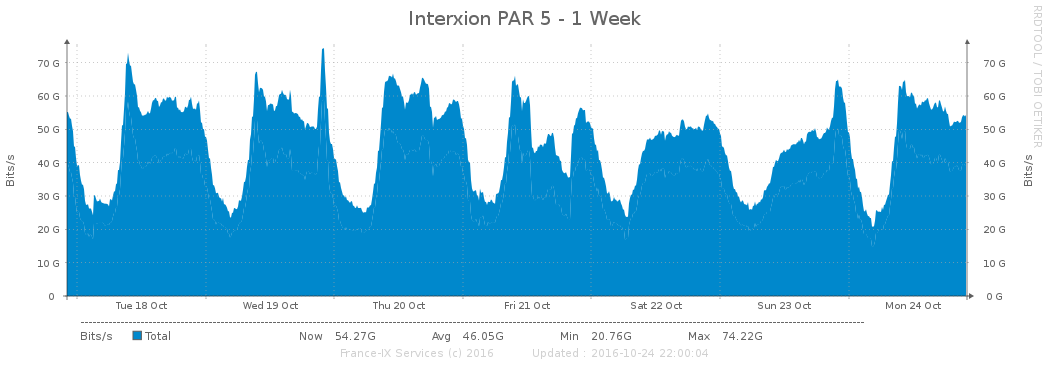 Interxion PAR 5 - 1 Week
RRDTOOL / TOBI OETIKER
Bits/s
70 G 70 G
60 G 60 G
50 G 50 G
40 G 40 G
30 G 30 G
20 G 20 G
10 G 10 G
0 0 G
Bits/s
Tue 18 Oct Wed 19 Oct Thu 20 Oct Fri 21 Oct Sat 22 Oct Sun 23 Oct Mon 24 Oct
Bits/s Total Now 54.27G Avg 46.05G Min 20.76G Max 74.22G
France-IX Services (c) 2016 Updated : 2016-10-24 22:00:04